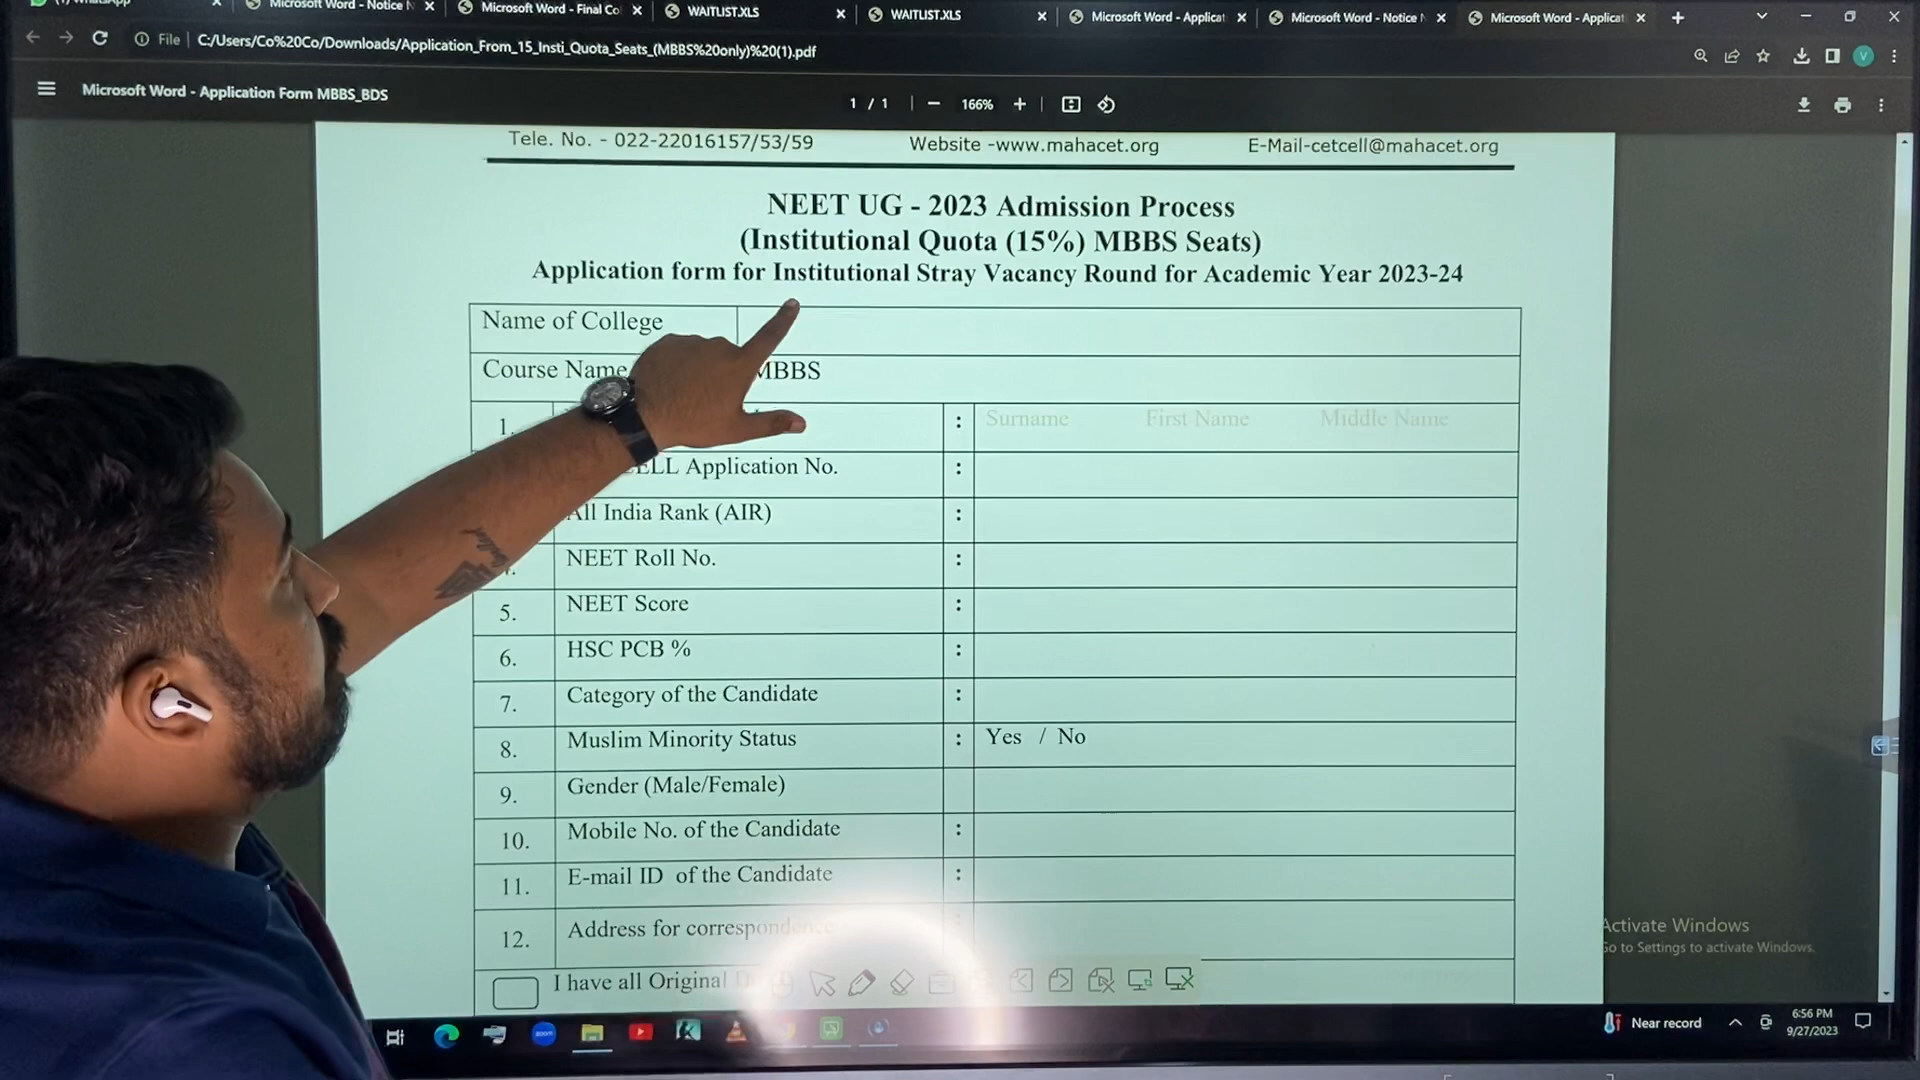 WhatsApp
Microsoft Word - Notice
Microsoft Word - Final Co
WAITLIST.XLS
WAITLIST.XLS
Microsoft Word - Applicat
Microsoft Word - Notice
Microsoft Word - Applicat
File C:/Users/Co%20Co/Downloads/Application_From_15_Insti_Quota_Seats_(MBBS%20only)%20(1).pdf
V
Microsoft Word - Application Form MBBS_BDS
1 / 1
166%
Tele. No. - 022-22016157/53/59 Website -www.mahacet.org E-Mail-cetcell@mahacet.org
NEET UG - 2023 Admission Process
(Institutional Quota (15%) MBBS Seats)
Application form for Institutional Stray Vacancy Round for Academic Year 2023-24
Name of College
Course Name MBBS
1. : Surname First Name Middle Name
ELL Application No. :
All India Rank (AIR) :
NEET Roll No. :
5. NEET Score :
6. HSC PCB % :
7. Category of the Candidate :
8. Muslim Minority Status : Yes / No
9. Gender (Male/Female)
10. Mobile No. of the Candidate :
11. E-mail ID of the Candidate :
12. Address for correspondence :
I have all Original
Activate Windows
Go to Settings to activate Windows.
zoom
Near record
6:56 PM
9/27/2023